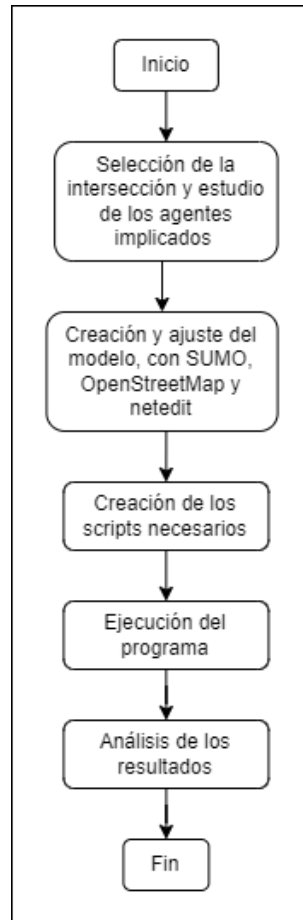 Inicio
Selección de la
intersección y estudio
de los agentes
implicados
Creación y ajuste del
modelo, con SUMO,
OpenStreetMap y
netedit
Creación de los
scripts necesarios
Ejecución del
programa
Análisis de los
resultados
Fin